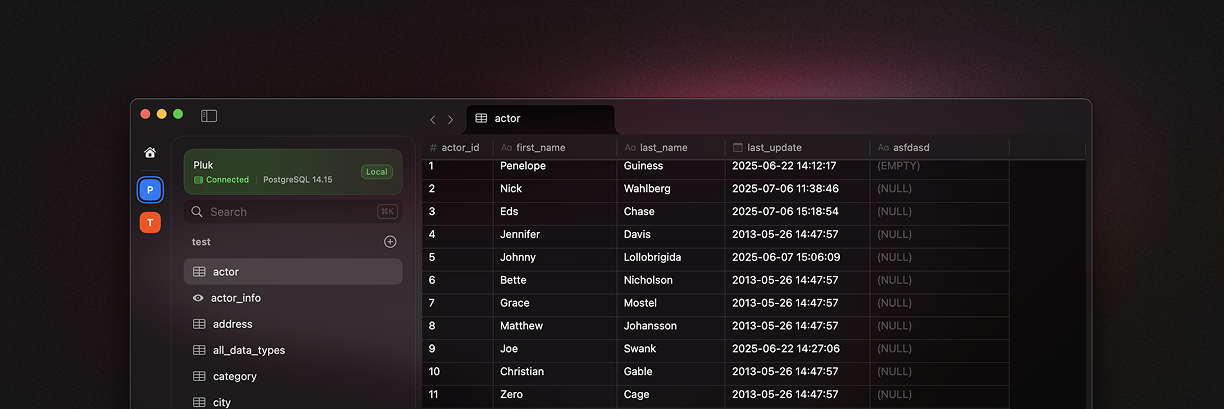 actor
# actor_id Aa first_name Aa last_name last_update Aa asfdasd
Pluk
Connected PostgreSQL 14.15 Local
P
T
Search ⌘K
test
actor
actor_info
address
all_data_types
category
city
1 Penelope Guiness 2025-06-22 14:12:17 (EMPTY)
2 Nick Wahlberg 2025-07-06 11:38:46 (NULL)
3 Eds Chase 2025-07-06 15:18:54 (NULL)
4 Jennifer Davis 2013-05-26 14:47:57 (NULL)
5 Johnny Lollobrigida 2025-06-07 15:06:09 (NULL)
6 Bette Nicholson 2013-05-26 14:47:57 (NULL)
7 Grace Mostel 2013-05-26 14:47:57 (NULL)
8 Matthew Johansson 2013-05-26 14:47:57 (NULL)
9 Joe Swank 2025-06-22 14:27:06 (NULL)
10 Christian Gable 2013-05-26 14:47:57 (NULL)
11 Zero Cage 2013-05-26 14:47:57 (NULL)